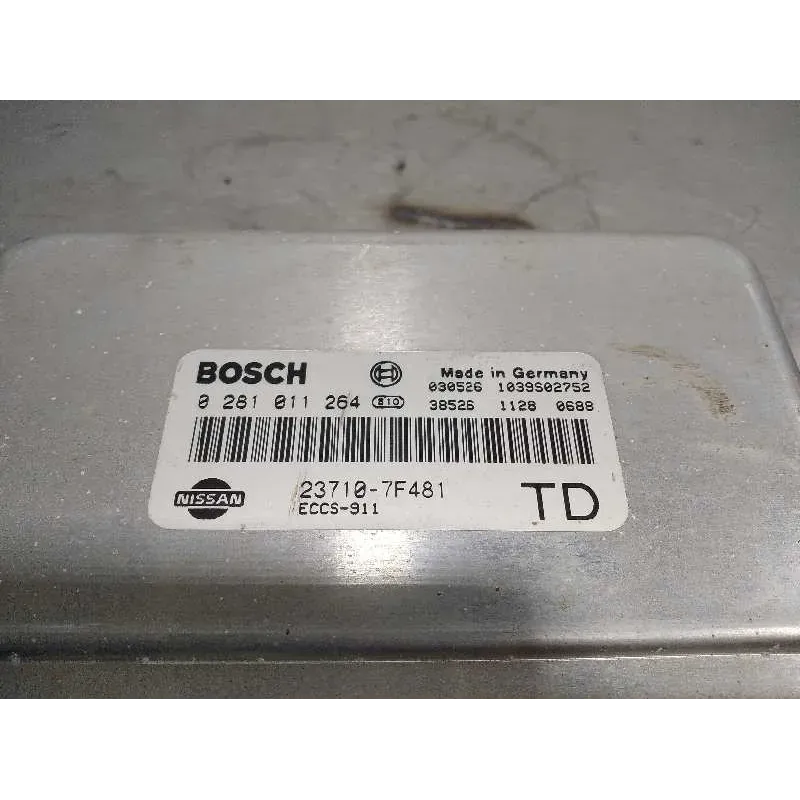 BOSCH Made in Germany
030526 1039S02752
0 281 011 264 E10 38526 1128 0688
NISSAN 23710-7F481 TD
ECCS-911